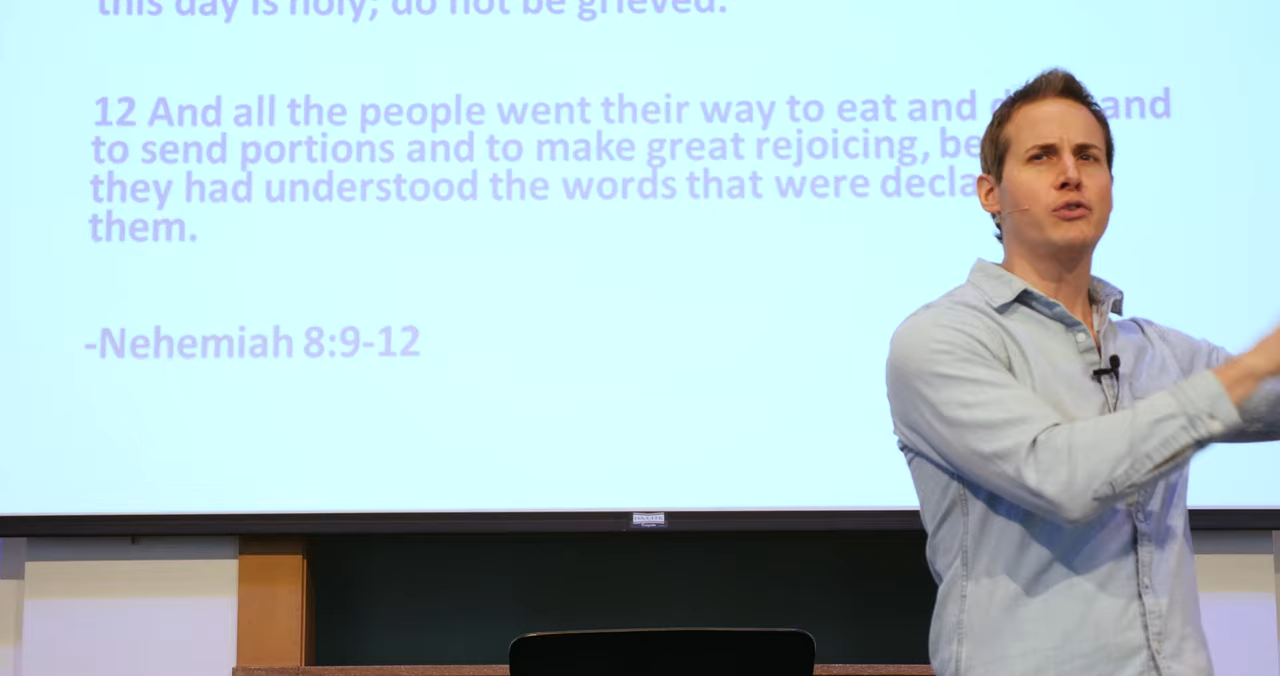 this day is holy; do not be grieved.
12 And all the people went their way to eat and and
to send portions and to make great rejoicing,
they had understood the words that were
them.
-Nehemiah 8:9-12